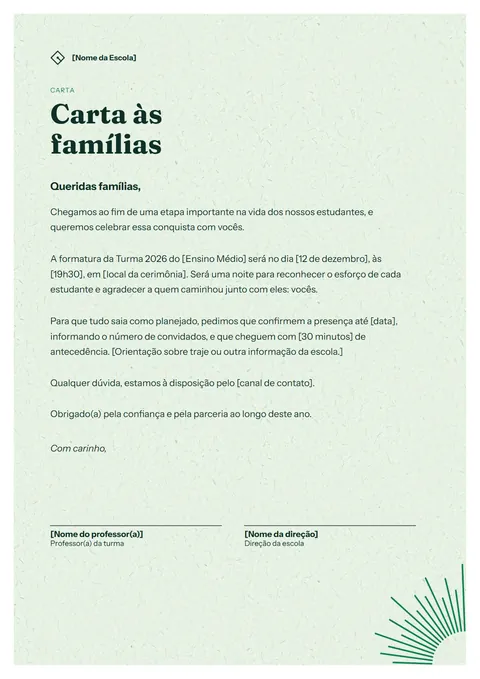 [Nome da Escola]
CARTA
Carta às
famílias
Queridas famílias,
Chegamos ao fim de uma etapa importante na vida dos nossos estudantes, e
queremos celebrar essa conquista com vocês.
A formatura da Turma 2026 do [Ensino Médio] será no dia [12 de dezembro], às
[19h30], em [local da cerimônia]. Será uma noite para reconhecer o esforço de cada
estudante e agradecer a quem caminhou junto com eles: vocês.
Para que tudo saia como planejado, pedimos que confirmem a presença até [data],
informando o número de convidados, e que cheguem com [30 minutos] de
antecedência. [Orientação sobre traje ou outra informação da escola.]
Qualquer dúvida, estamos à disposição pelo [canal de contato].
Obrigado(a) pela confiança e pela parceria ao longo deste ano.
Com carinho,
[Nome do professor(a)]
Professor(a) da turma
[Nome da direção]
Direção da escola